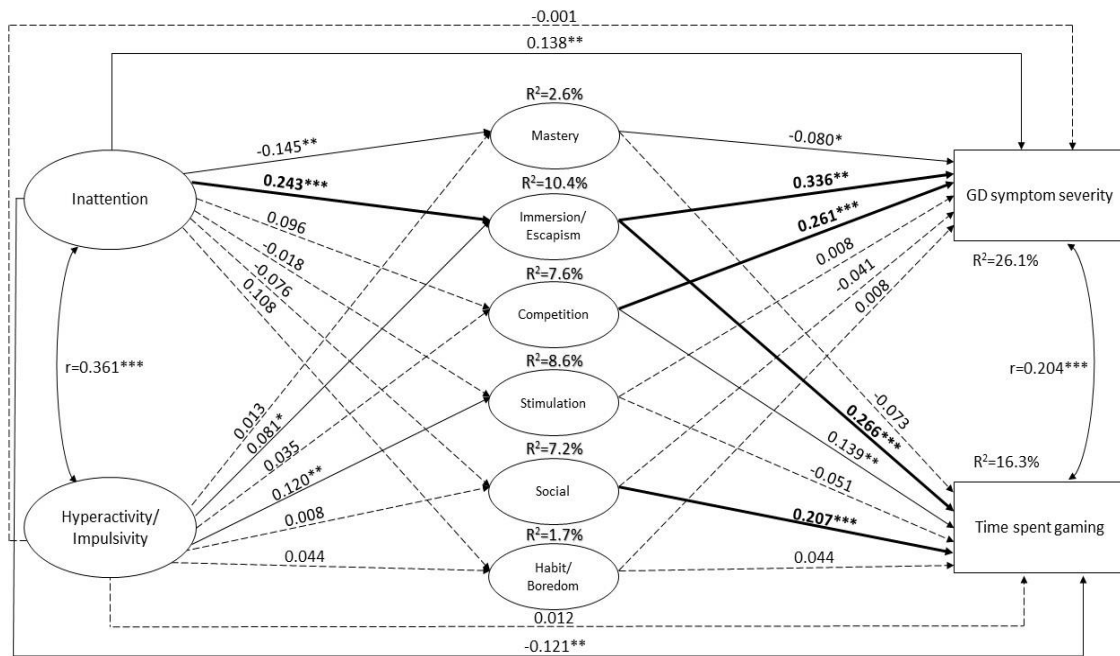 -0.001
0.138**
R²=2.6%
Mastery
-0.145**
-0.080*
0.243***
R²=10.4%
0.336**
Inattention
GD symptom severity
Immersion/
Escapism
0.261***
0.096
0.008
-0.018
-0.041
-0.076
0.008
0.108
R²=7.6%
R²=26.1%
Competition
r=0.361***
R²=8.6%
r=0.204***
Stimulation
0.013
0.081*
0.035
0.120**
-0.073
0.266***
0.139**
-0.051
R²=7.2%
R²=16.3%
Social
0.008
0.207***
Hyperactivity/
Impulsivity
Time spent gaming
R²=1.7%
0.044
Habit/
Boredom
0.044
0.012
-0.121**